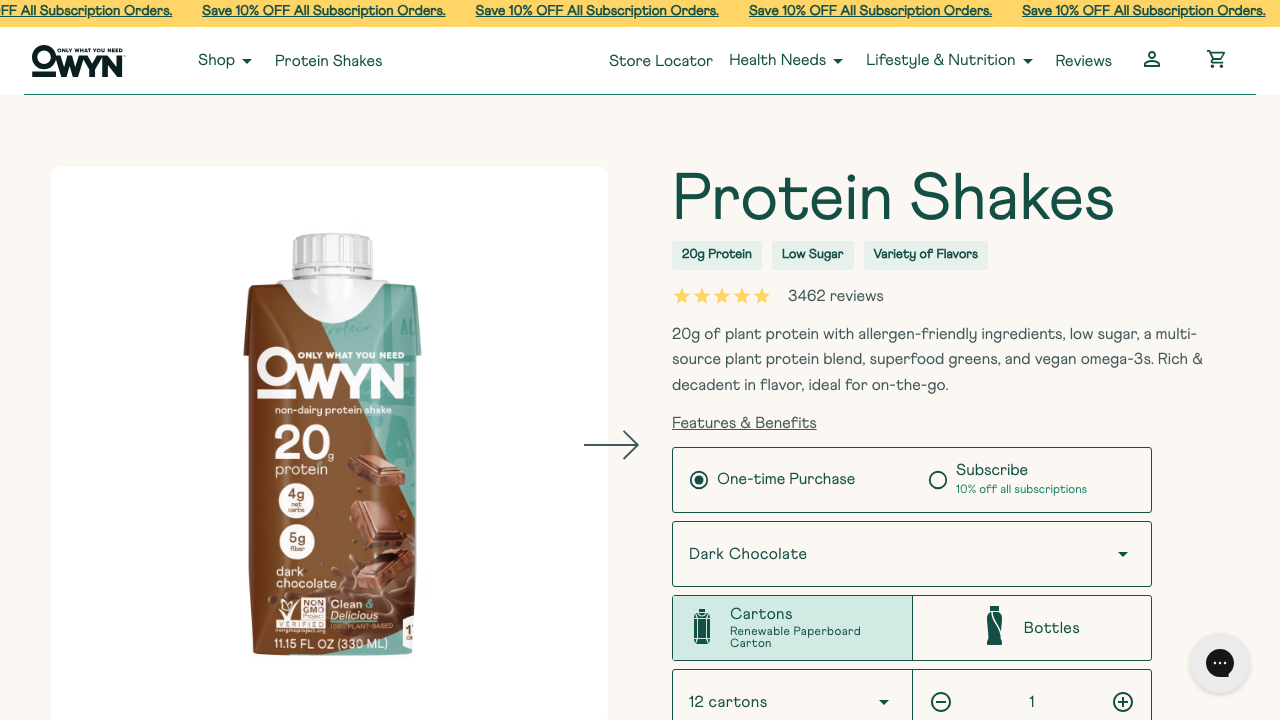 OFF All Subscription Orders. Save 10% OFF All Subscription Orders. Save 10% OFF All Subscription Orders. Save 10% OFF All Subscription Orders. Save 10% OFF All Subscription Orders.
ONLY WHAT YOU NEED
OWYN
Shop Protein Shakes Store Locator Health Needs Lifestyle & Nutrition Reviews
ONLY WHAT YOU NEED
OWYN
non-dairy protein shake
20g
protein
4g
net
carbs
5g
fiber
dark
chocolate
VERIFIED
NON
GMO
Project
nongmoproject.org
Clean &
Delicious
100% PLANT-BASED
11.15 FL OZ (330 ML)
Protein Shakes
20g Protein Low Sugar Variety of Flavors
3462 reviews
20g of plant protein with allergen-friendly ingredients, low sugar, a multi-
source plant protein blend, superfood greens, and vegan omega-3s. Rich &
decadent in flavor, ideal for on-the-go.
Features & Benefits
One-time Purchase
Subscribe
10% off all subscriptions
Dark Chocolate
Cartons
Renewable Paperboard
Carton
Bottles
12 cartons 1